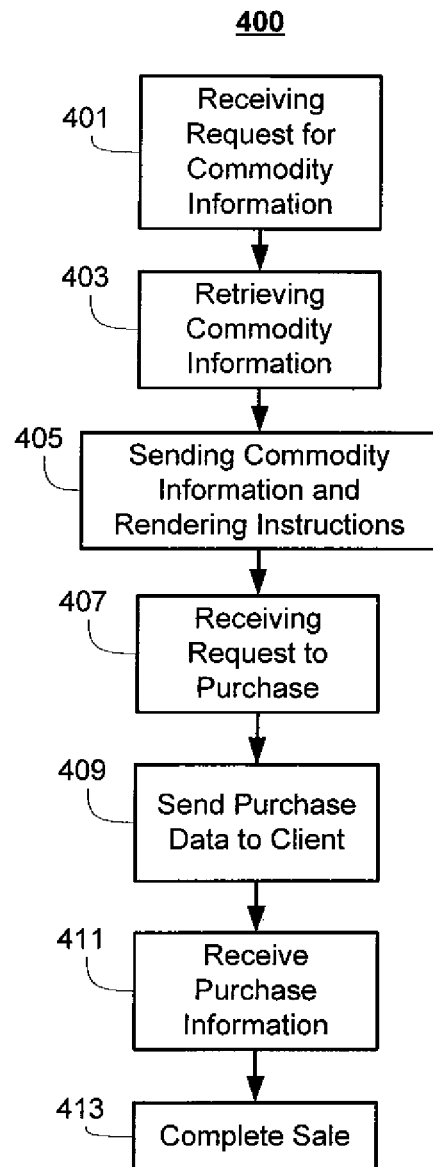 400
401
Receiving
Request for
Commodity
Information
403
Retrieving
Commodity
Information
405
Sending Commodity
Information and
Rendering Instructions
407
Receiving
Request to
Purchase
409
Send Purchase
Data to Client
411
Receive
Purchase
Information
413
Complete Sale